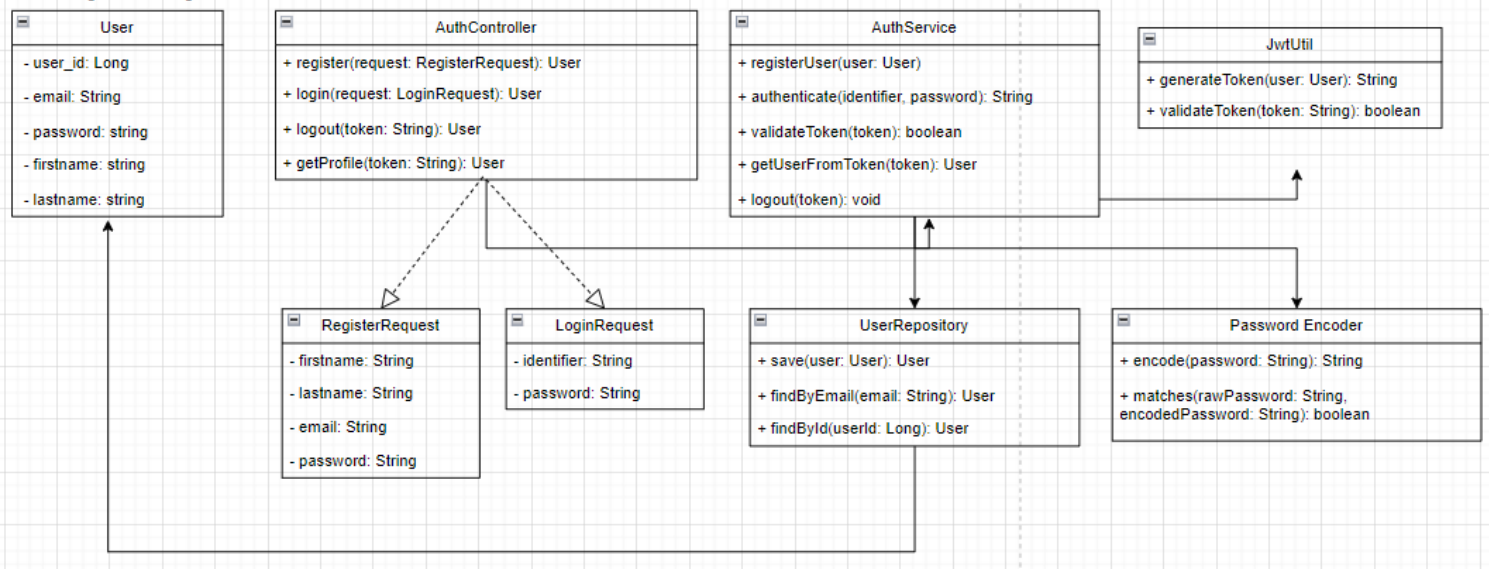 User
- user_id: Long
- email: String
- password: string
- firstname: string
- lastname: string
AuthController
+ register(request: RegisterRequest): User
+ login(request: LoginRequest): User
+ logout(token: String): User
+ getProfile(token: String): User
AuthService
+ registerUser(user: User)
+ authenticate(identifier, password): String
+ validateToken(token): boolean
+ getUserFromToken(token): User
+ logout(token): void
JwtUtil
+ generateToken(user: User): String
+ validateToken(token: String): boolean
RegisterRequest
- firstname: String
- lastname: String
- email: String
- password: String
LoginRequest
- identifier: String
- password: String
UserRepository
+ save(user: User): User
+ findByEmail(email: String): User
+ findById(userId: Long): User
Password Encoder
+ encode(password: String): String
+ matches(rawPassword: String,
encodedPassword: String): boolean